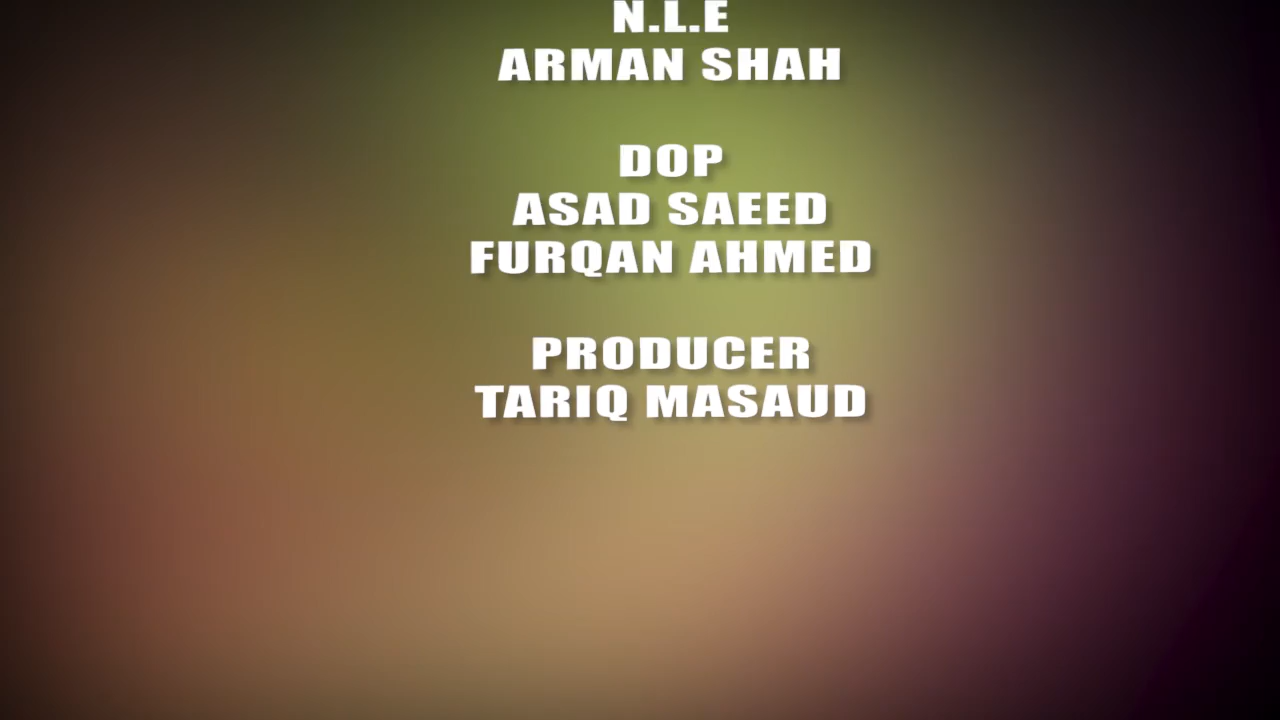 N.L.E
ARMAN SHAH
DOP
ASAD SAEED
FURQAN AHMED
PRODUCER
TARIQ MASAUD